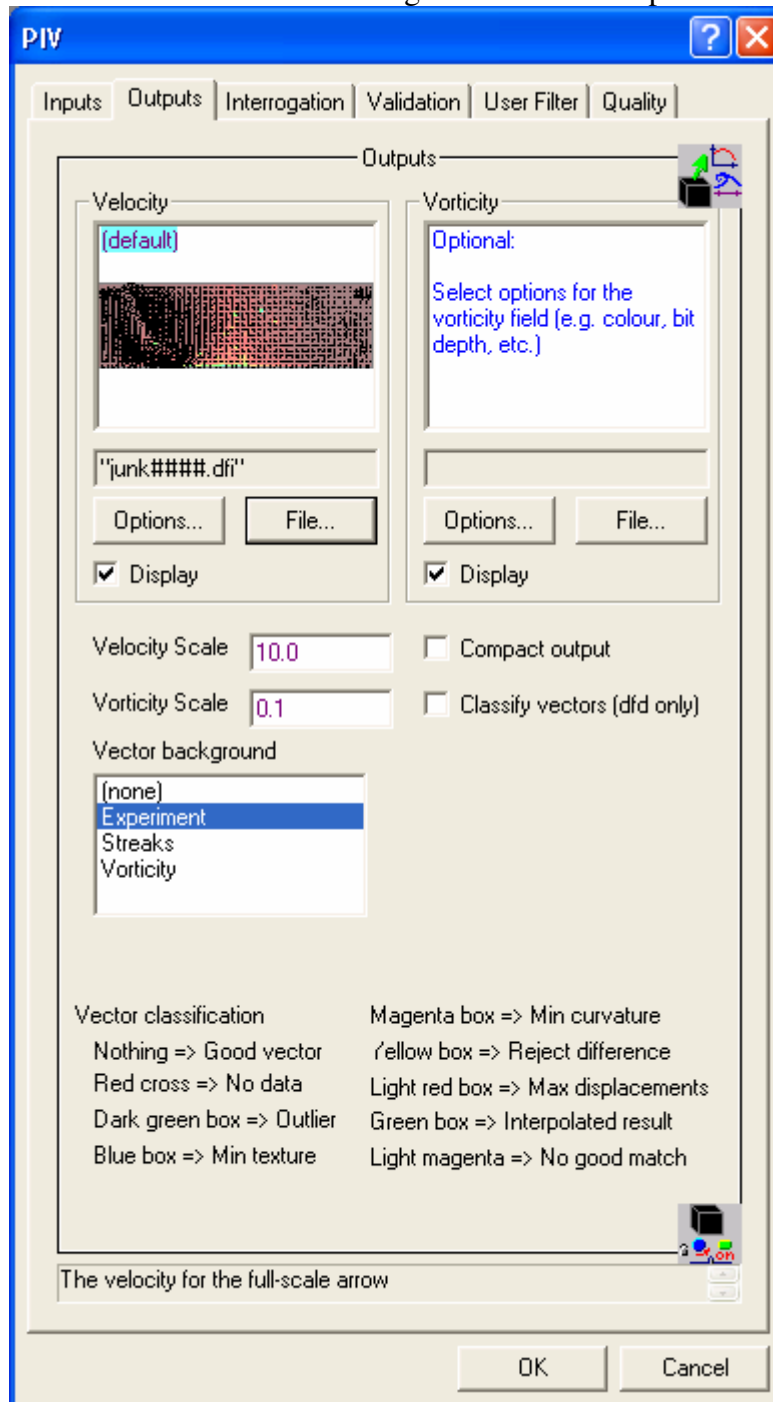 PIV
Inputs Outputs Interrogation Validation User Filter Quality
Outputs
Velocity
(default)
"junk####.dfi"
Options... File...
Display
Vorticity
Optional:
Select options for the
vorticity field (e.g. colour, bit
depth, etc.)
Options... File...
Display
Velocity Scale 10.0
Compact output
Vorticity Scale 0.1
Classify vectors (dfd only)
Vector background
(none)
Experiment
Streaks
Vorticity
Vector classification
Nothing => Good vector
Red cross => No data
Dark green box => Outlier
Blue box => Min texture
Magenta box => Min curvature
Yellow box => Reject difference
Light red box => Max displacements
Green box => Interpolated result
Light magenta => No good match
on
The velocity for the full-scale arrow
OK Cancel